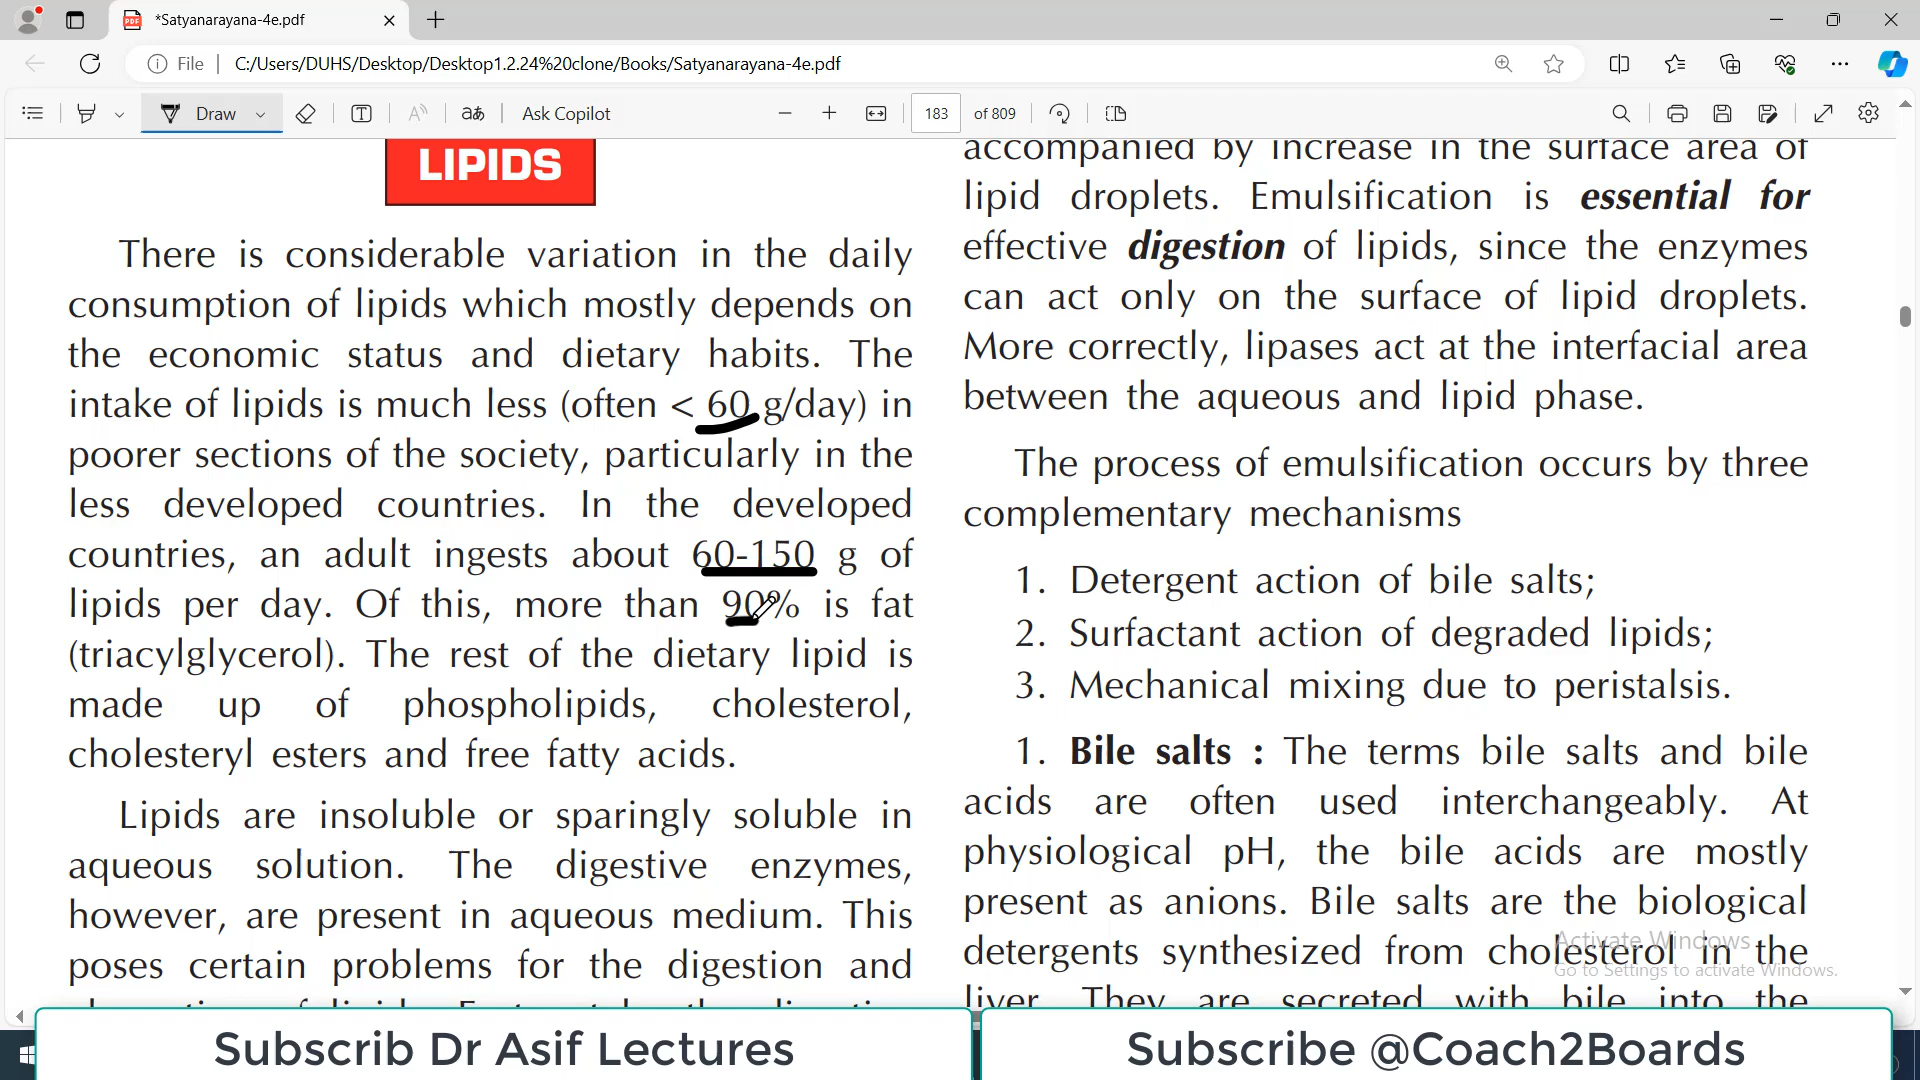 *Satyanarayana-4e.pdf
File
C:/Users/DUHS/Desktop/Desktop1.2.24%20clone/Books/Satyanarayana-4e.pdf
Draw
Ask Copilot
183
of 809
LIPIDS
There is considerable variation in the daily
consumption of lipids which mostly depends on
the economic status and dietary habits. The
intake of lipids is much less (often < 60 g/day) in
poorer sections of the society, particularly in the
less developed countries. In the developed
countries, an adult ingests about 60-150 g of
lipids per day. Of this, more than 90% is fat
(triacylglycerol). The rest of the dietary lipid is
made up of phospholipids, cholesterol,
cholesteryl esters and free fatty acids.
Lipids are insoluble or sparingly soluble in
aqueous solution. The digestive enzymes,
however, are present in aqueous medium. This
poses certain problems for the digestion and
accompanied by increase in the surface area of
lipid droplets. Emulsification is essential for
effective digestion of lipids, since the enzymes
can act only on the surface of lipid droplets.
More correctly, lipases act at the interfacial area
between the aqueous and lipid phase.
The process of emulsification occurs by three
complementary mechanisms
1. Detergent action of bile salts;
2. Surfactant action of degraded lipids;
3. Mechanical mixing due to peristalsis.
1. Bile salts : The terms bile salts and bile
acids are often used interchangeably. At
physiological pH, the bile acids are mostly
present as anions. Bile salts are the biological
detergents synthesized from cholesterol in the
liver. They are secreted with bile into the
Activate Windows
Go to Settings to activate Windows.
Subscrib Dr Asif Lectures
Subscribe @Coach2Boards